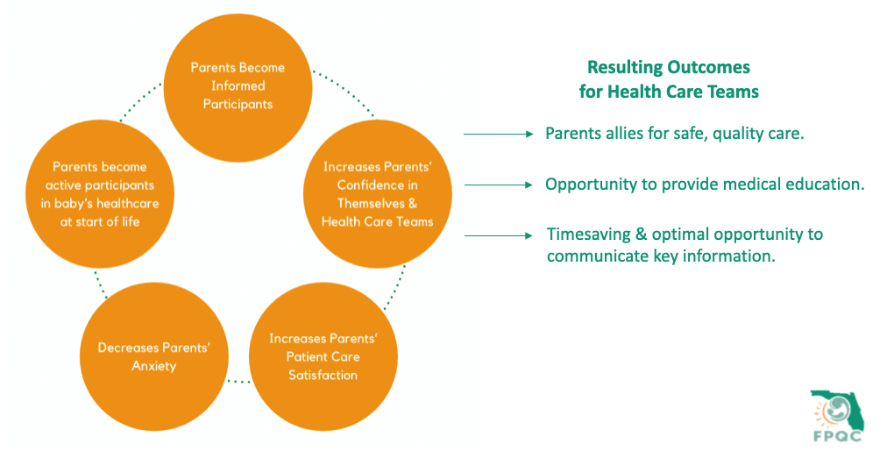 Parents Become
Informed
Participants
Increases Parents'
Confidence in
Themselves &
Health Care Teams
Increases Parents'
Patient Care
Satisfaction
Decreases Parents'
Anxiety
Parents become
active participants
in baby's healthcare
at start of life
Resulting Outcomes
for Health Care Teams
Parents allies for safe, quality care.
Opportunity to provide medical education.
Timesaving & optimal opportunity to
communicate key information.
FPQC